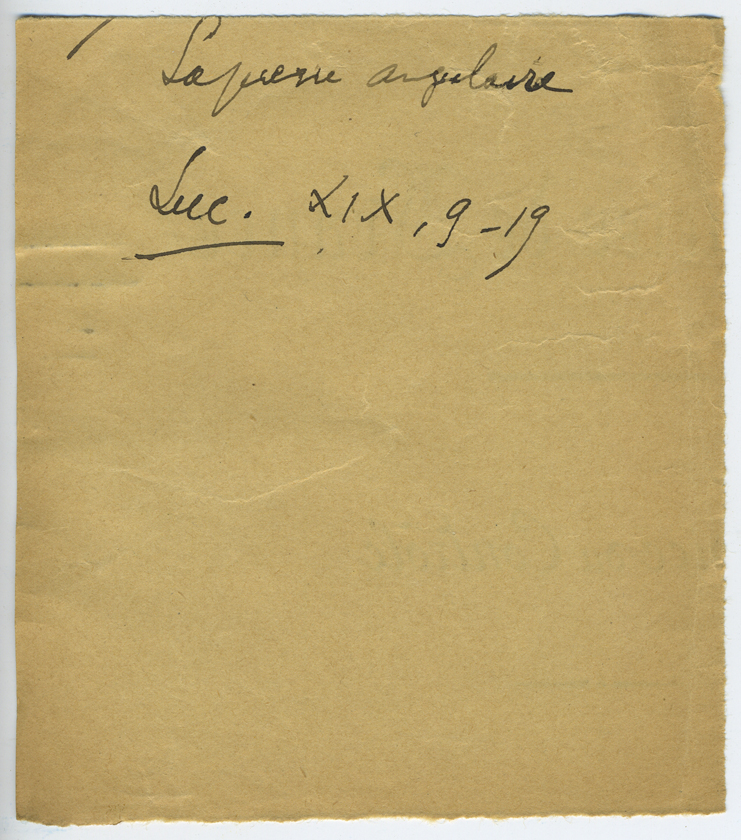 La pierre angulaire
Luc. XIX, 9-19